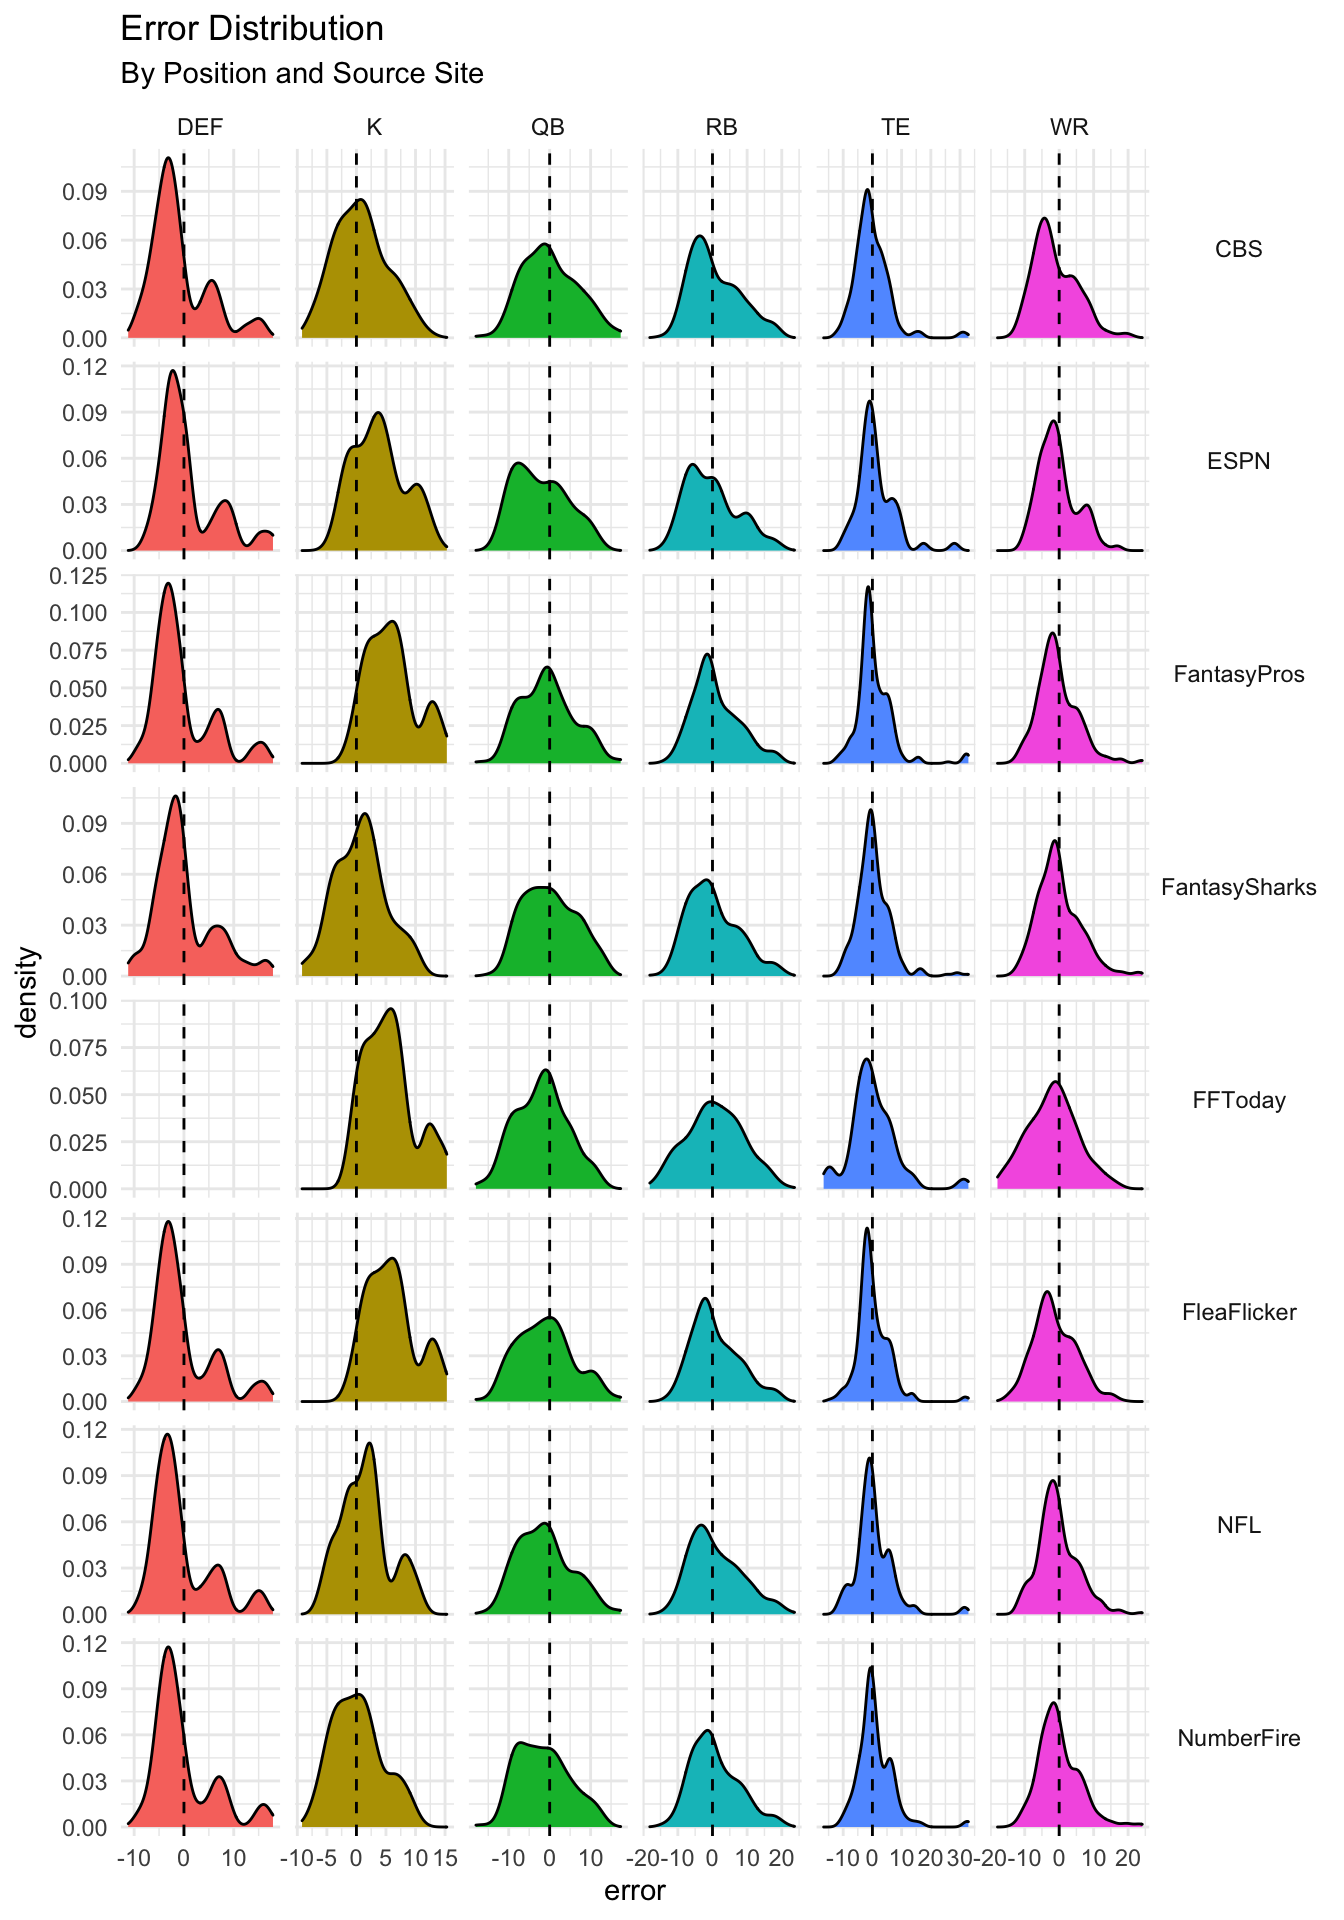 Error Distribution
By Position and Source Site
DEF K QB RB TE WR
0.09
0.06
0.03
0.00
CBS
0.12
0.09
0.06
0.03
0.00
ESPN
0.125
0.100
0.075
0.050
0.025
0.000
FantasyPros
0.09
0.06
0.03
0.00
FantasySharks
density
0.100
0.075
0.050
0.025
0.000
FFToday
0.12
0.09
0.06
0.03
0.00
FleaFlicker
0.12
0.09
0.06
0.03
0.00
NFL
0.12
0.09
0.06
0.03
0.00
NumberFire
-10 0 10 -10 -5 0 5 10 15 -10 0 10 -20 -10 0 10 20 -10 0 10 20 30 -20 -10 0 10 20
error